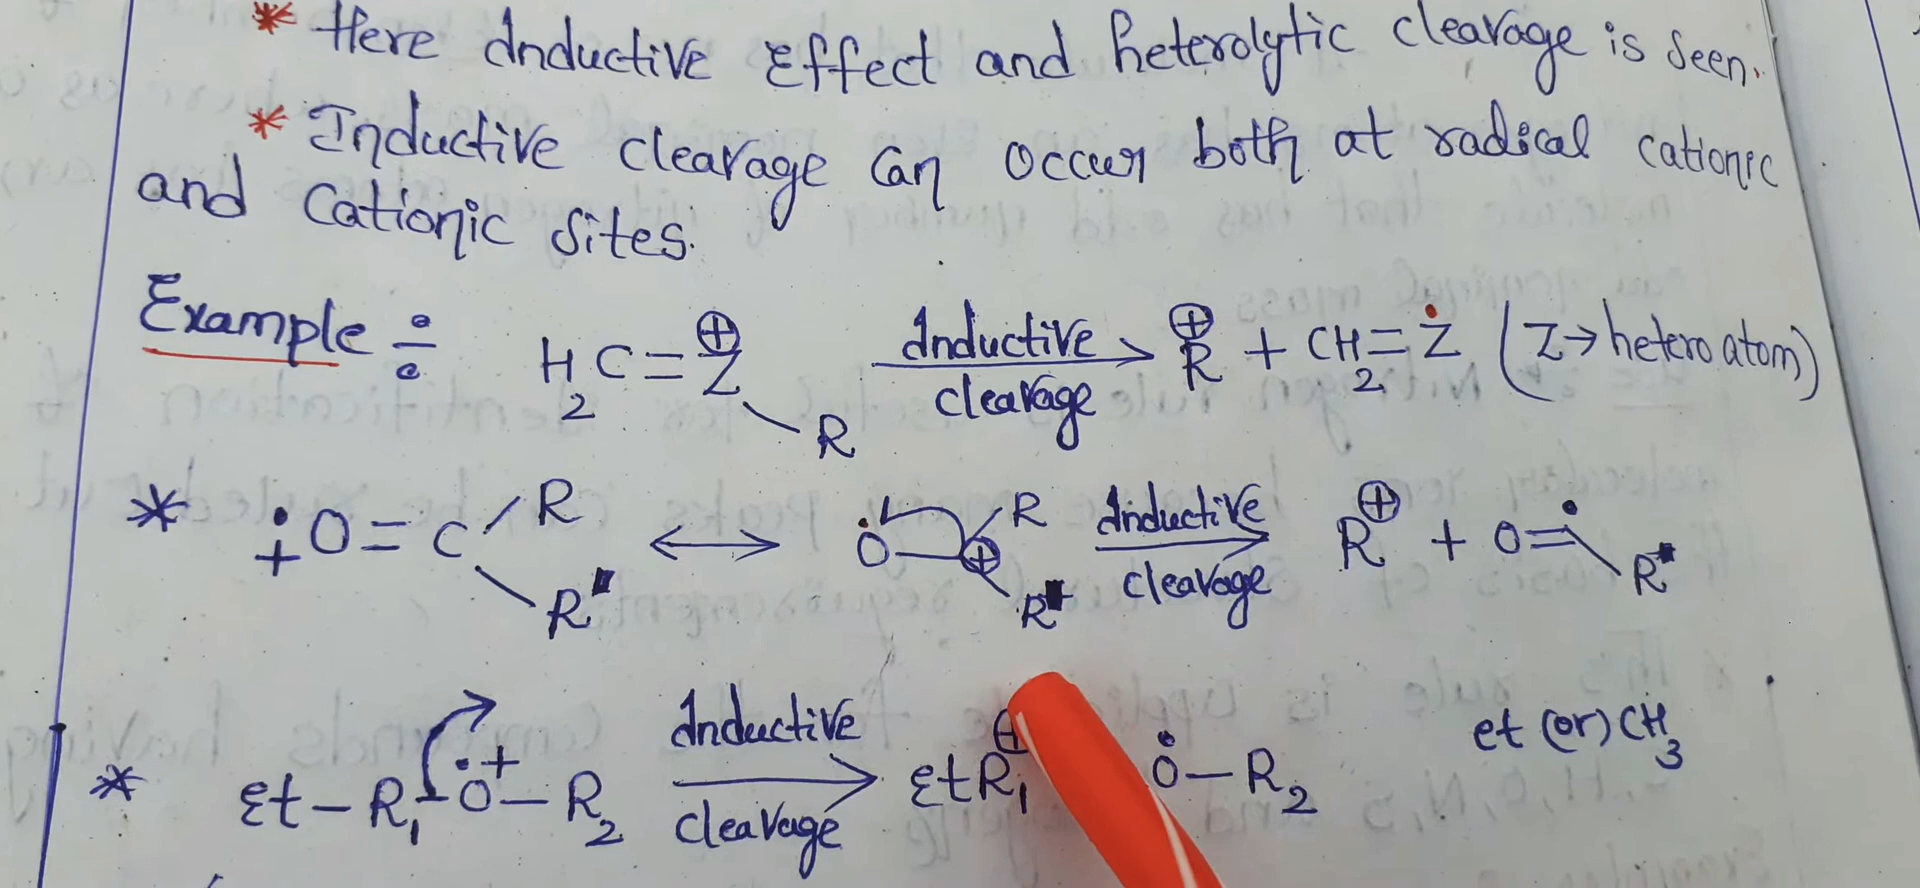 * Here Inductive Effect and heterolytic cleavage is seen.
* Inductive cleavage can occur both at radical cationic
and cationic sites.
Example ÷ H2C=Z⊕–R Inductive cleavage → R⊕ + CH2=Ż (Z→hetero atom)
* •+O=C(R)(R*) ↔ Ȯ–⊕(R)(R*) Inductive cleavage → R⊕ + O=•–R*
* Et–R1–O•+–R2 Inductive cleavage → EtR1⊕ Ȯ–R2 et (or) CH3